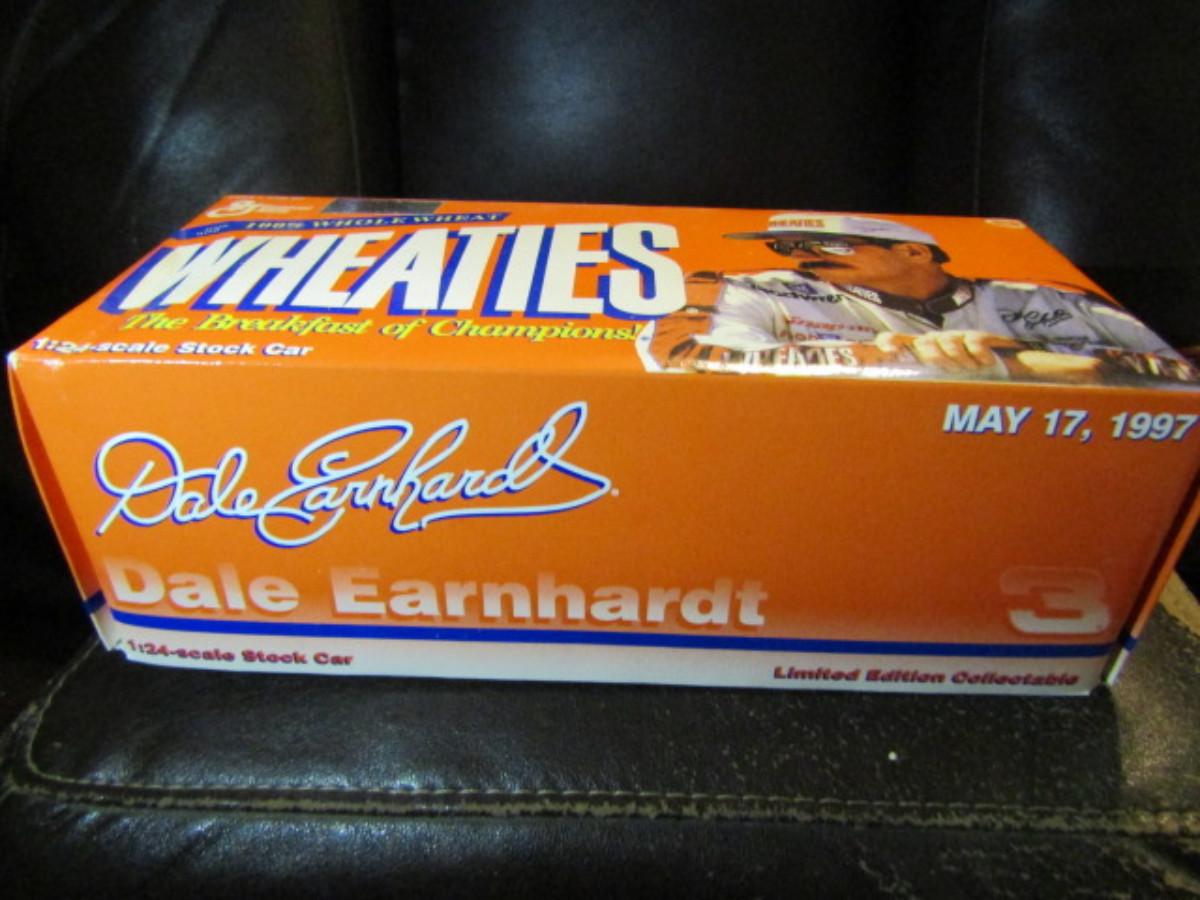 100% WHOLE WHEAT
WHEATIES
The Breakfast of Champions!
1:24-scale Stock Car
WHEATIES
MAY 17, 1997
Dale Earnhardt
Dale Earnhardt
3
1:24-scale Stock Car
Limited Edition Collectable